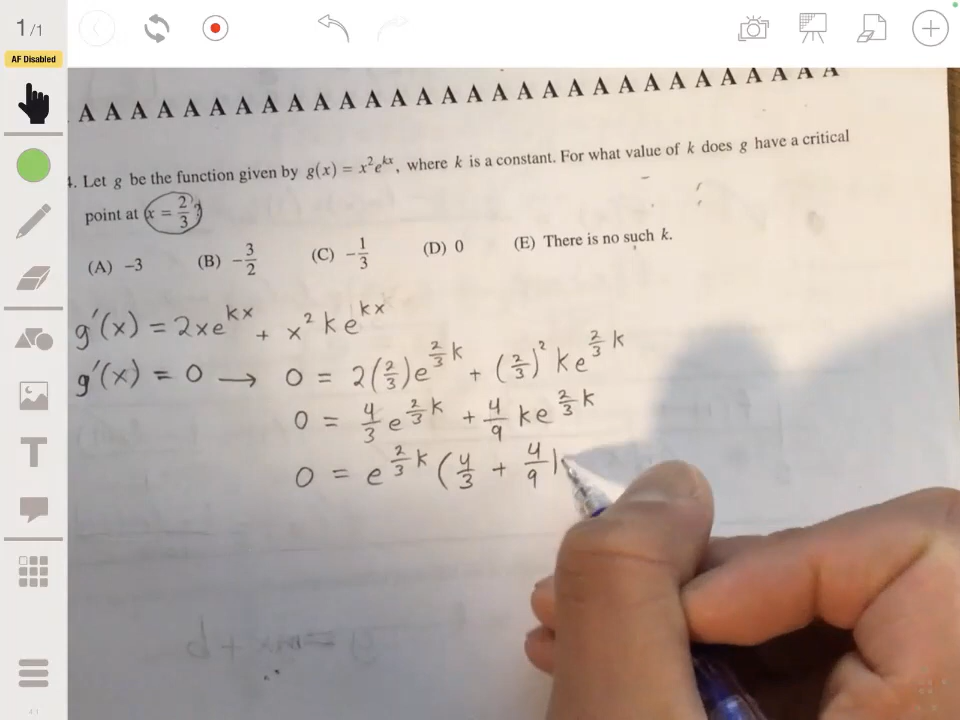 1/1
AF Disabled
A A A A A A A A A A A A A A A A A A A A A A A A A A A A A A
4. Let g be the function given by g(x) = x²e^{kx}, where k is a constant. For what value of k does g have a critical
point at x = 2/3?
(A) −3 (B) −3/2 (C) −1/3 (D) 0 (E) There is no such k.
g'(x) = 2xe^{kx} + x²ke^{kx}
g'(x) = 0 → 0 = 2(2/3)e^{2/3 k} + (2/3)² ke^{2/3 k}
0 = 4/3 e^{2/3 k} + 4/9 ke^{2/3 k}
0 = e^{2/3 k} (4/3 + 4/9
T